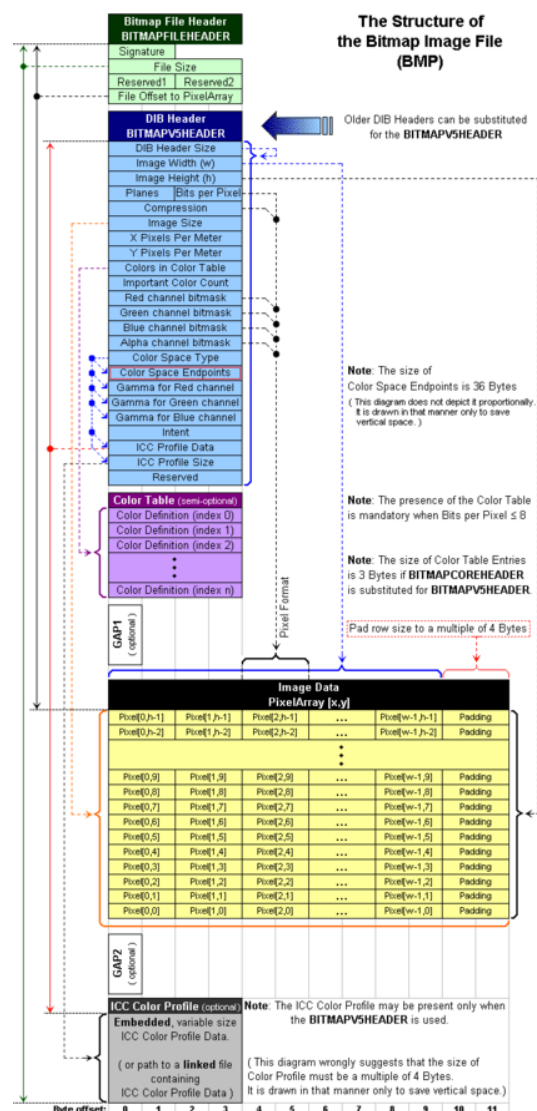 Bitmap File Header
BITMAPFILEHEADER
Signature
File Size
Reserved1 Reserved2
File Offset to PixelArray
The Structure of
the Bitmap Image File
(BMP)
DIB Header
BITMAPV5HEADER
Older DIB Headers can be substituted
for the BITMAPV5HEADER
DIB Header Size
Image Width (w)
Image Height (h)
Planes Bits per Pixel
Compression
Image Size
X Pixels Per Meter
Y Pixels Per Meter
Colors in Color Table
Important Color Count
Red channel bitmask
Green channel bitmask
Blue channel bitmask
Alpha channel bitmask
Color Space Type
Color Space Endpoints
Gamma for Red channel
Gamma for Green channel
Gamma for Blue channel
Intent
ICC Profile Data
ICC Profile Size
Reserved
Note: The size of
Color Space Endpoints is 36 Bytes
( This diagram does not depict it proportionally.
It is drawn in that manner only to save
vertical space. )
Color Table (semi-optional)
Color Definition (index 0)
Color Definition (index 1)
Color Definition (index 2)
Color Definition (index n)
Note: The presence of the Color Table
is mandatory when Bits per Pixel ≤ 8
Note: The size of Color Table Entries
is 3 Bytes if BITMAPCOREHEADER
is substituted for BITMAPV5HEADER.
GAP1
( optional )
Pixel Format
Pad row size to a multiple of 4 Bytes
Image Data
PixelArray [x,y]
Pixel[0,h-1] Pixel[1,h-1] Pixel[2,h-1] ... Pixel[w-1,h-1] Padding
Pixel[0,h-2] Pixel[1,h-2] Pixel[2,h-2] ... Pixel[w-1,h-2] Padding
Pixel[0,9] Pixel[1,9] Pixel[2,9] ... Pixel[w-1,9] Padding
Pixel[0,8] Pixel[1,8] Pixel[2,8] ... Pixel[w-1,8] Padding
Pixel[0,7] Pixel[1,7] Pixel[2,7] ... Pixel[w-1,7] Padding
Pixel[0,6] Pixel[1,6] Pixel[2,6] ... Pixel[w-1,6] Padding
Pixel[0,5] Pixel[1,5] Pixel[2,5] ... Pixel[w-1,5] Padding
Pixel[0,4] Pixel[1,4] Pixel[2,4] ... Pixel[w-1,4] Padding
Pixel[0,3] Pixel[1,3] Pixel[2,3] ... Pixel[w-1,3] Padding
Pixel[0,2] Pixel[1,2] Pixel[2,2] ... Pixel[w-1,2] Padding
Pixel[0,1] Pixel[1,1] Pixel[2,1] ... Pixel[w-1,1] Padding
Pixel[0,0] Pixel[1,0] Pixel[2,0] ... Pixel[w-1,0] Padding
GAP2
( optional )
ICC Color Profile (optional)
Embedded, variable size
ICC Color Profile Data.
( or path to a linked file
containing
ICC Color Profile Data )
Note: The ICC Color Profile may be present only when
the BITMAPV5HEADER is used.
( This diagram wrongly suggests that the size of
Color Profile must be a multiple of 4 Bytes.
It is drawn in that manner only to save vertical space.)
Byte offset: 0 1 2 3 4 5 6 7 8 9 10 11